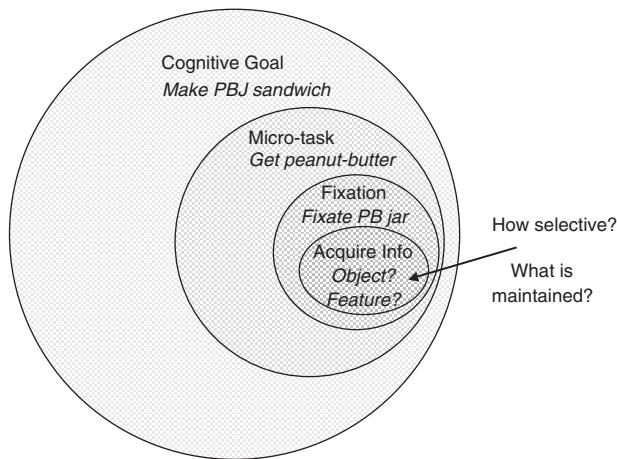 Cognitive Goal
Make PBJ sandwich
Micro-task
Get peanut-butter
Fixation
Fixate PB jar
Acquire Info
Object?
Feature?
How selective?
What is
maintained?